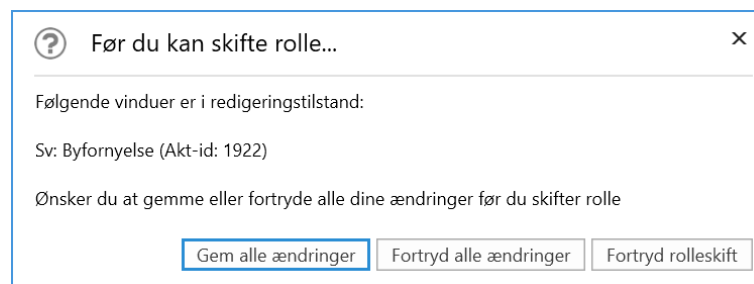 Før du kan skifte rolle...
Følgende vinduer er i redigeringstilstand:
Sv: Byfornyelse (Akt-id: 1922)
Ønsker du at gemme eller fortryde alle dine ændringer før du skifter rolle
Gem alle ændringer Fortryd alle ændringer Fortryd rolleskift